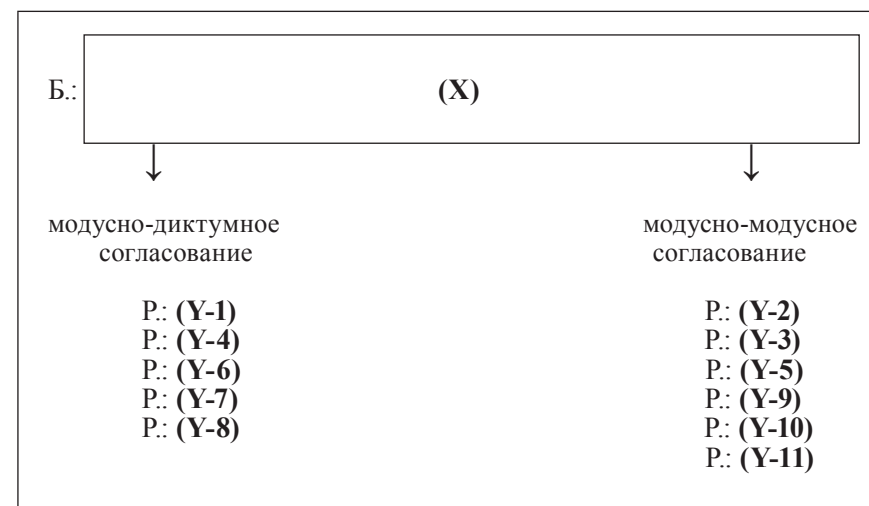 Б.: (X)
↓ ↓
модусно-диктумное модусно-модусное
согласование согласование
Р.: (Y-1) Р.: (Y-2)
Р.: (Y-4) Р.: (Y-3)
Р.: (Y-6) Р.: (Y-5)
Р.: (Y-7) Р.: (Y-9)
Р.: (Y-8) Р.: (Y-10)
Р.: (Y-11)